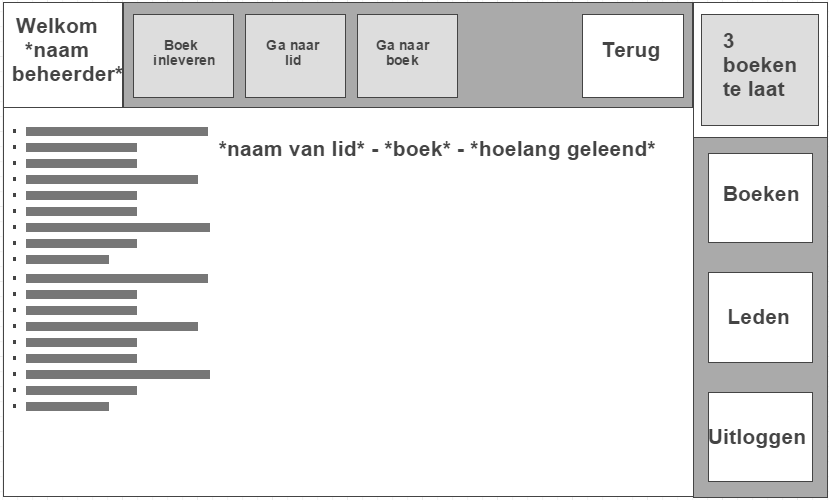 Welkom
*naam
beheerder*
Boek
inleveren
Ga naar
lid
Ga naar
boek
Terug
3
boeken
te laat
*naam van lid* - *boek* - *hoelang geleend*
Boeken
Leden
Uitloggen